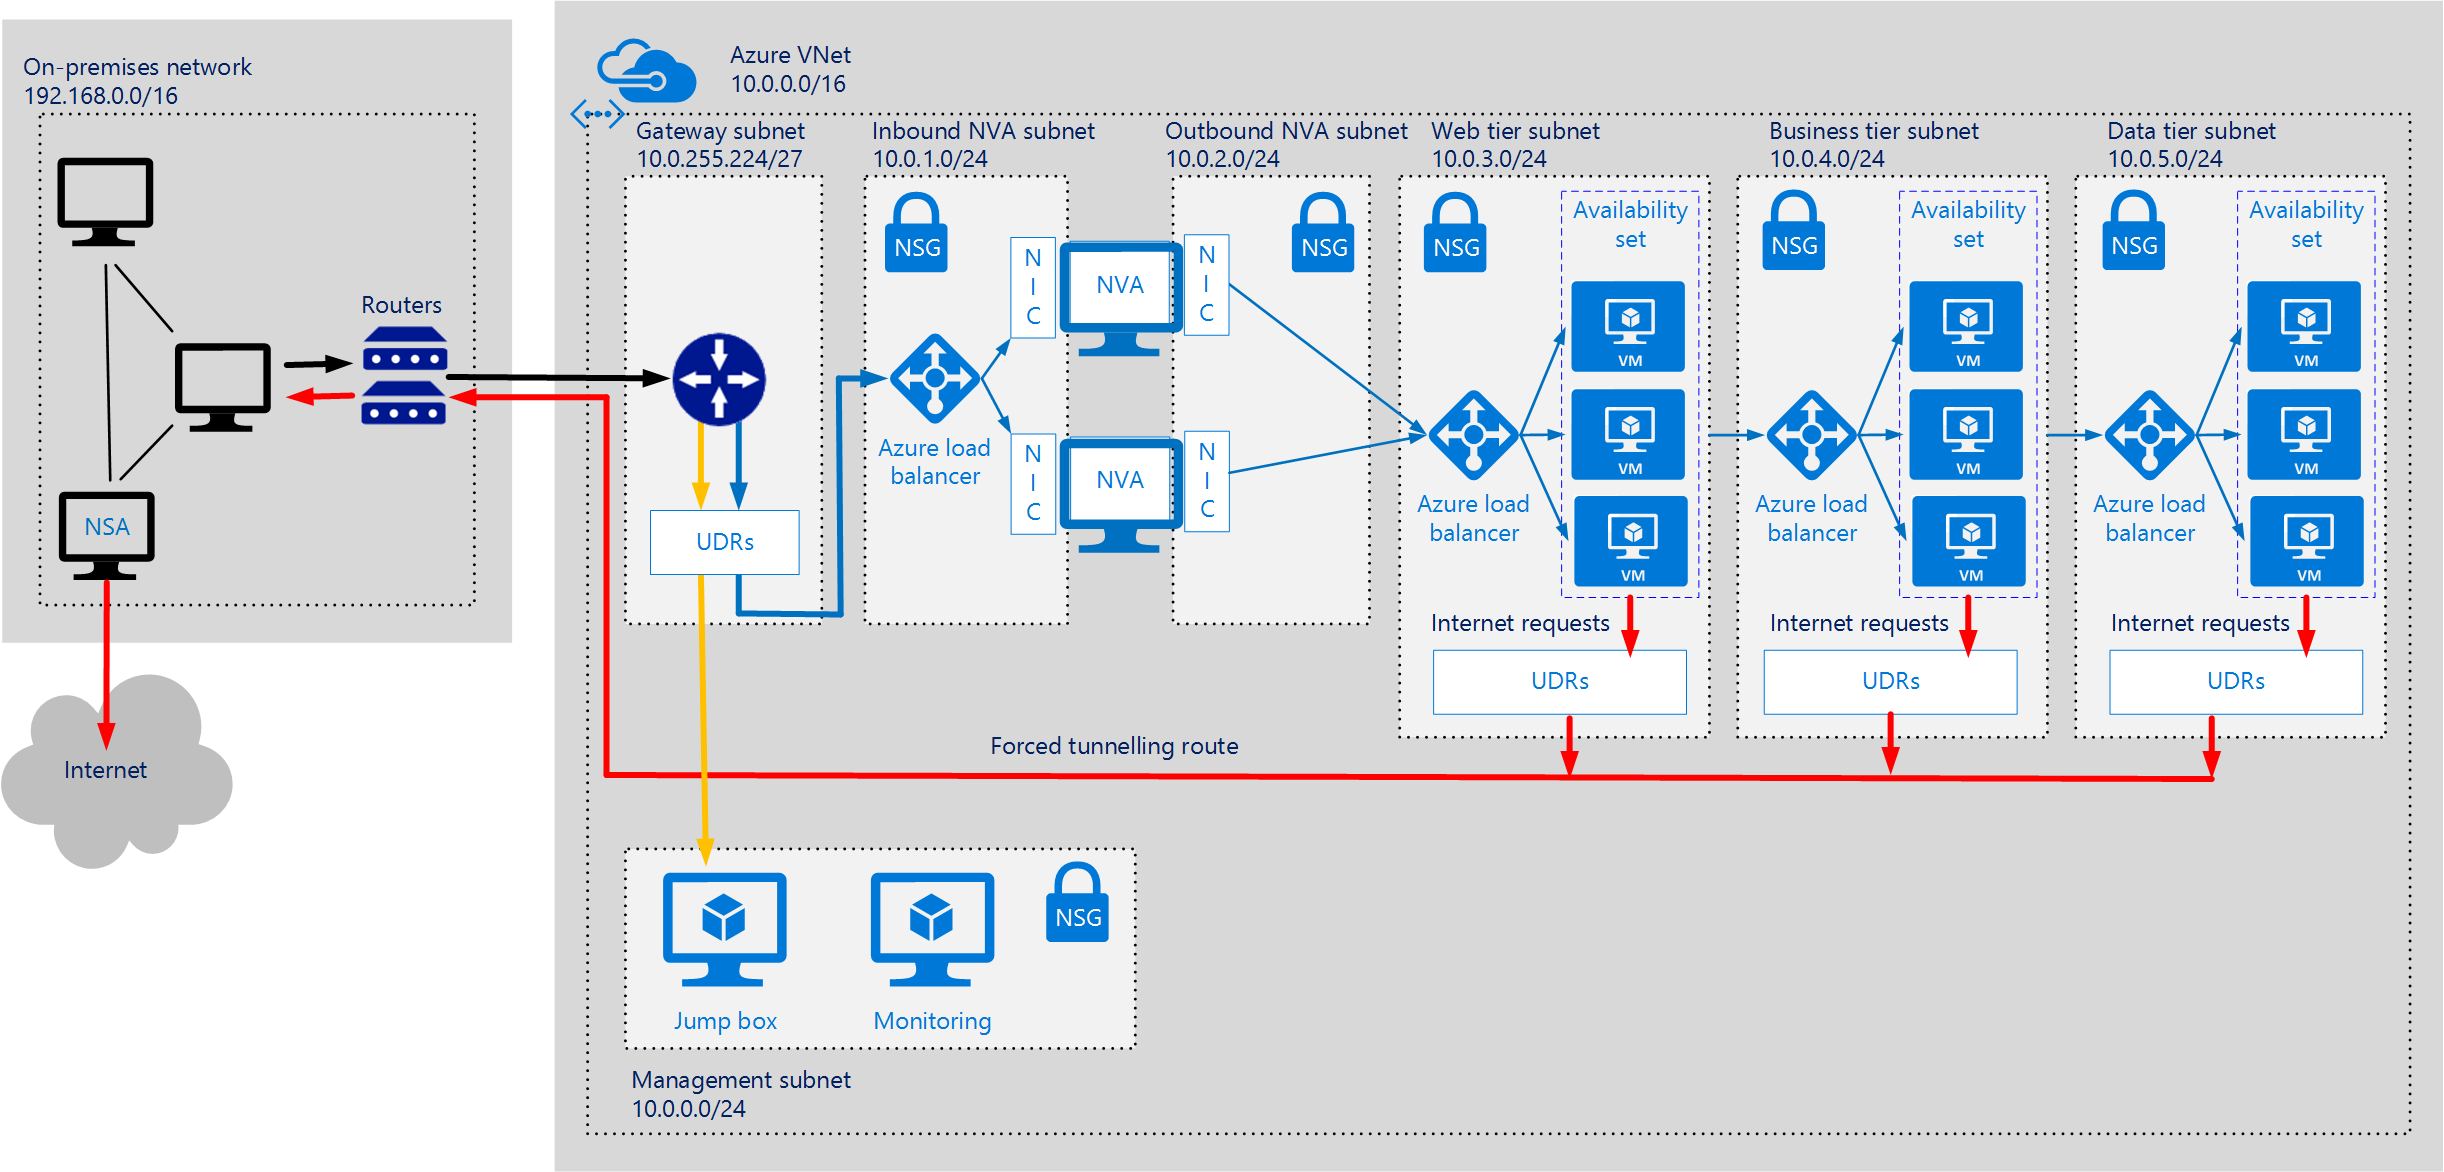 On-premises network
192.168.0.0/16
Routers
NSA
Internet
Azure VNet
10.0.0.0/16
Gateway subnet
10.0.255.224/27
UDRs
Inbound NVA subnet
10.0.1.0/24
NSG
Azure load
balancer
N
I
C
NVA
N
I
C
N
I
C
NVA
N
I
C
Outbound NVA subnet
10.0.2.0/24
NSG
Web tier subnet
10.0.3.0/24
NSG
Availability
set
VM
VM
VM
Azure load
balancer
Internet requests
UDRs
Business tier subnet
10.0.4.0/24
NSG
Availability
set
VM
VM
VM
Azure load
balancer
Internet requests
UDRs
Data tier subnet
10.0.5.0/24
NSG
Availability
set
VM
VM
VM
Azure load
balancer
Internet requests
UDRs
Forced tunnelling route
NSG
Jump box
Monitoring
Management subnet
10.0.0.0/24